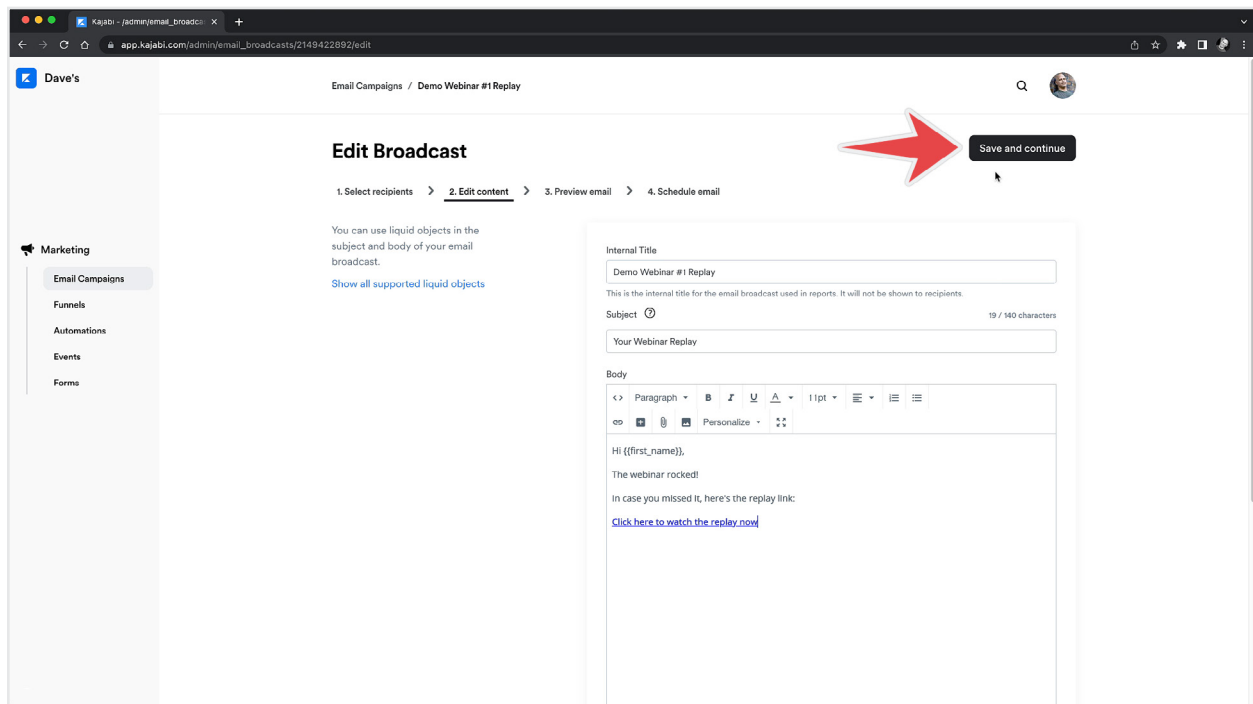 Kajabi - /admin/email_broadca
app.kajabi.com/admin/email_broadcasts/2149422892/edit
Dave's
Email Campaigns / Demo Webinar #1 Replay
Edit Broadcast
Save and continue
1. Select recipients > 2. Edit content > 3. Preview email > 4. Schedule email
You can use liquid objects in the
subject and body of your email
broadcast.
Show all supported liquid objects
Marketing
Email Campaigns
Funnels
Automations
Events
Forms
Internal Title
Demo Webinar #1 Replay
This is the internal title for the email broadcast used in reports. It will not be shown to recipients.
Subject
19 / 140 characters
Your Webinar Replay
Body
Paragraph B I U A 11pt
Personalize
Hi {{first_name}},
The webinar rocked!
In case you missed it, here's the replay link:
Click here to watch the replay now